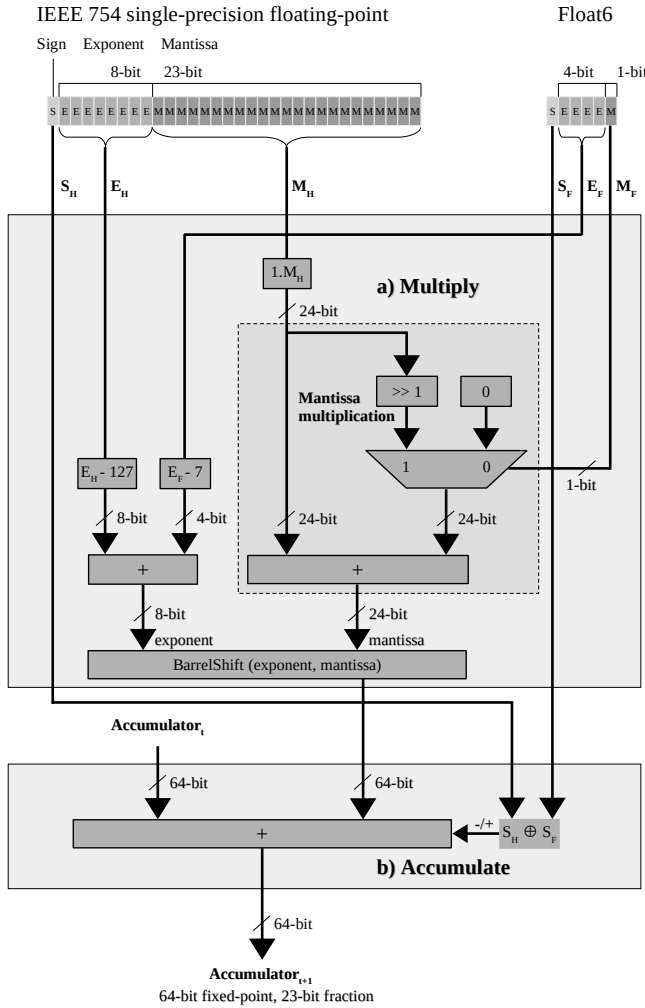 IEEE 754 single-precision floating-point Float6
Sign Exponent Mantissa
8-bit 23-bit 4-bit 1-bit
S E E E E E E E E M M M M M M M M M M M M M M M M M M M M M M M S E E E E M
S_H E_H M_H S_F E_F M_F
1.M_H
a) Multiply
24-bit
>> 1 0
Mantissa
multiplication
1 0
E_H - 127 E_F - 7
1-bit
8-bit 4-bit 24-bit 24-bit
+ +
8-bit 24-bit
exponent mantissa
BarrelShift (exponent, mantissa)
Accumulator_t
64-bit 64-bit
+ -/+ S_H ⊕ S_F
b) Accumulate
64-bit
Accumulator_t+1
64-bit fixed-point, 23-bit fraction